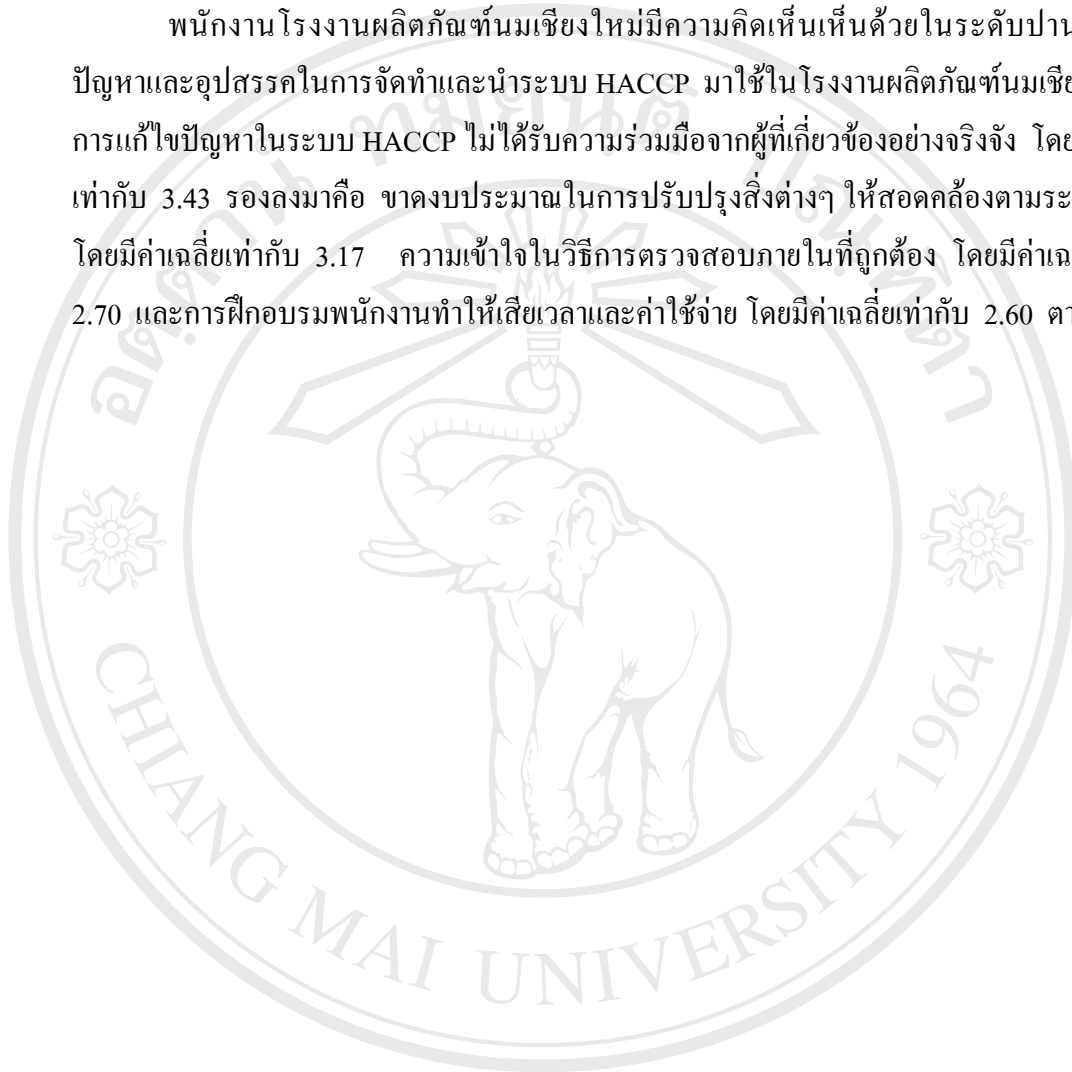 พนักงานโรงงานผลิตภัณฑ์นมเชียงใหม่มีความคิดเห็นเห็นด้วยในระดับปาน
ปัญหาและอุปสรรคในการจัดทำและนำระบบ HACCP มาใช้ในโรงงานผลิตภัณฑ์นมเชีย
การแก้ไขปัญหาในระบบ HACCP ไม่ได้รับความร่วมมือจากผู้ที่เกี่ยวข้องอย่างจริงจัง โดย
เท่ากับ 3.43 รองลงมาคือ ขาดงบประมาณในการปรับปรุงสิ่งต่างๆ ให้สอดคล้องตามระ
โดยมีค่าเฉลี่ยเท่ากับ 3.17 ความเข้าใจในวิธีการตรวจสอบภายในที่ถูกต้อง โดยมีค่าเฉ
2.70 และการฝึกอบรมพนักงานทำให้เสียเวลาและค่าใช้จ่าย โดยมีค่าเฉลี่ยเท่ากับ 2.60 ตา
อตฺตานํ ทมยนฺติ ปณฺฑิตา
CHIANG MAI UNIVERSITY 1964